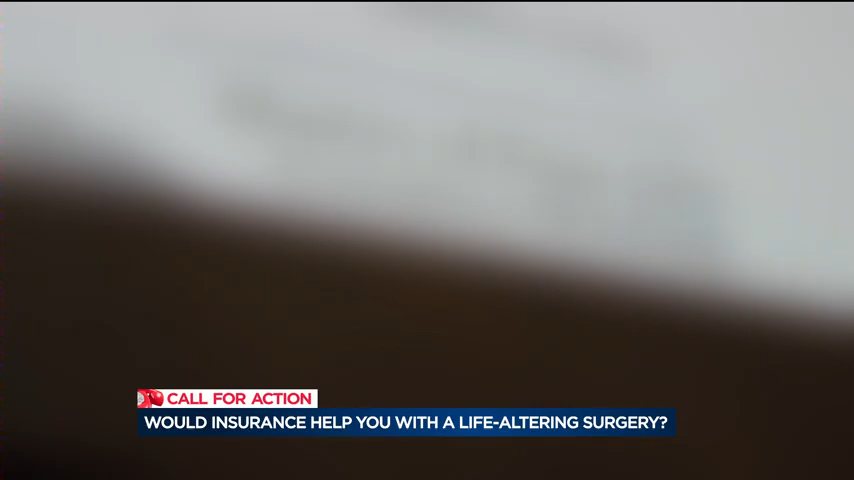 CALL FOR ACTION
WOULD INSURANCE HELP YOU WITH A LIFE-ALTERING SURGERY?